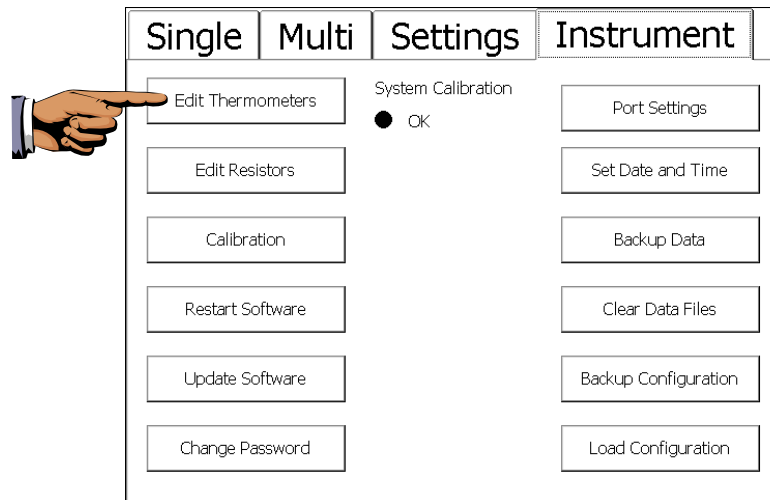 Single
Multi
Settings
Instrument
Edit Thermometers
System Calibration
OK
Port Settings
Edit Resistors
Set Date and Time
Calibration
Backup Data
Restart Software
Clear Data Files
Update Software
Backup Configuration
Change Password
Load Configuration